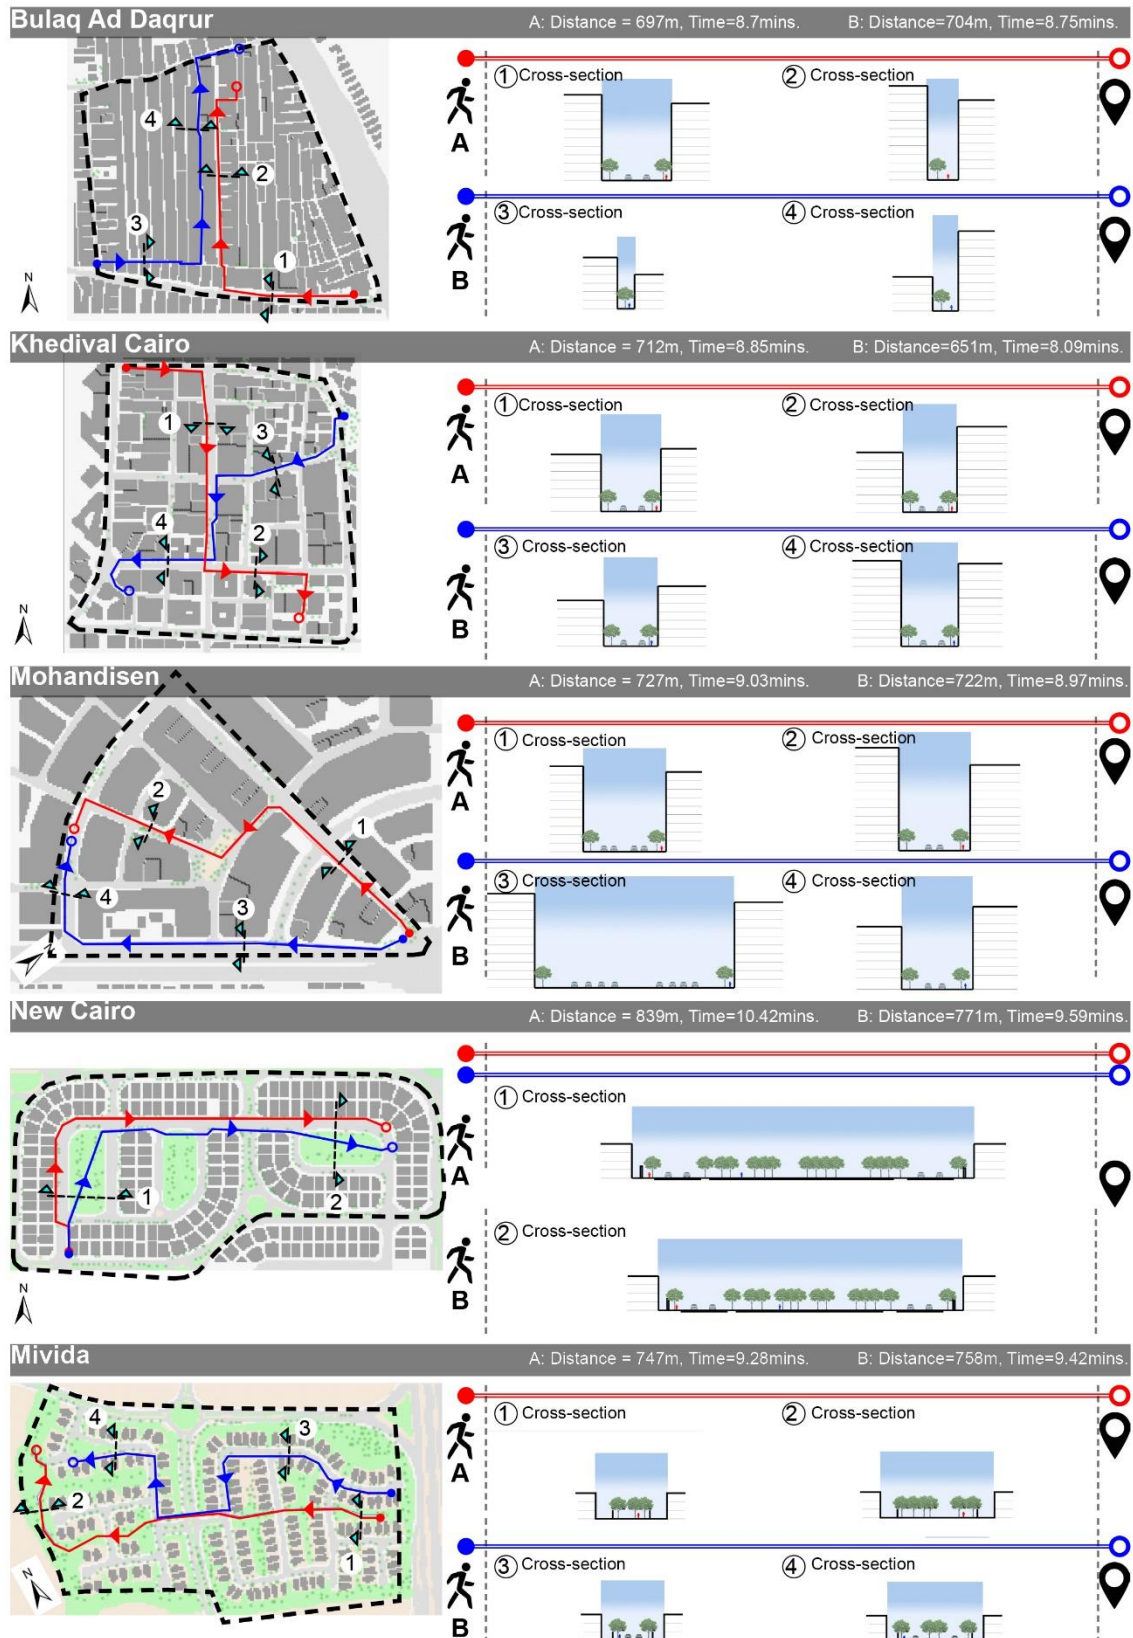 Bulaq Ad Daqrur A: Distance = 697m, Time=8.7mins. B: Distance=704m, Time=8.75mins.
① Cross-section ② Cross-section
A
③ Cross-section ④ Cross-section
B
4
2
3
1
N
Khedival Cairo A: Distance = 712m, Time=8.85mins. B: Distance=651m, Time=8.09mins.
① Cross-section ② Cross-section
A
③ Cross-section ④ Cross-section
B
1
3
4
2
N
Mohandisen A: Distance = 727m, Time=9.03mins. B: Distance=722m, Time=8.97mins.
① Cross-section ② Cross-section
A
③ Cross-section ④ Cross-section
B
2
1
4
3
N
New Cairo A: Distance = 839m, Time=10.42mins. B: Distance=771m, Time=9.59mins.
① Cross-section
A
② Cross-section
B
1
2
N
Mivida A: Distance = 747m, Time=9.28mins. B: Distance=758m, Time=9.42mins.
① Cross-section ② Cross-section
A
③ Cross-section ④ Cross-section
B
4
3
2
1
N